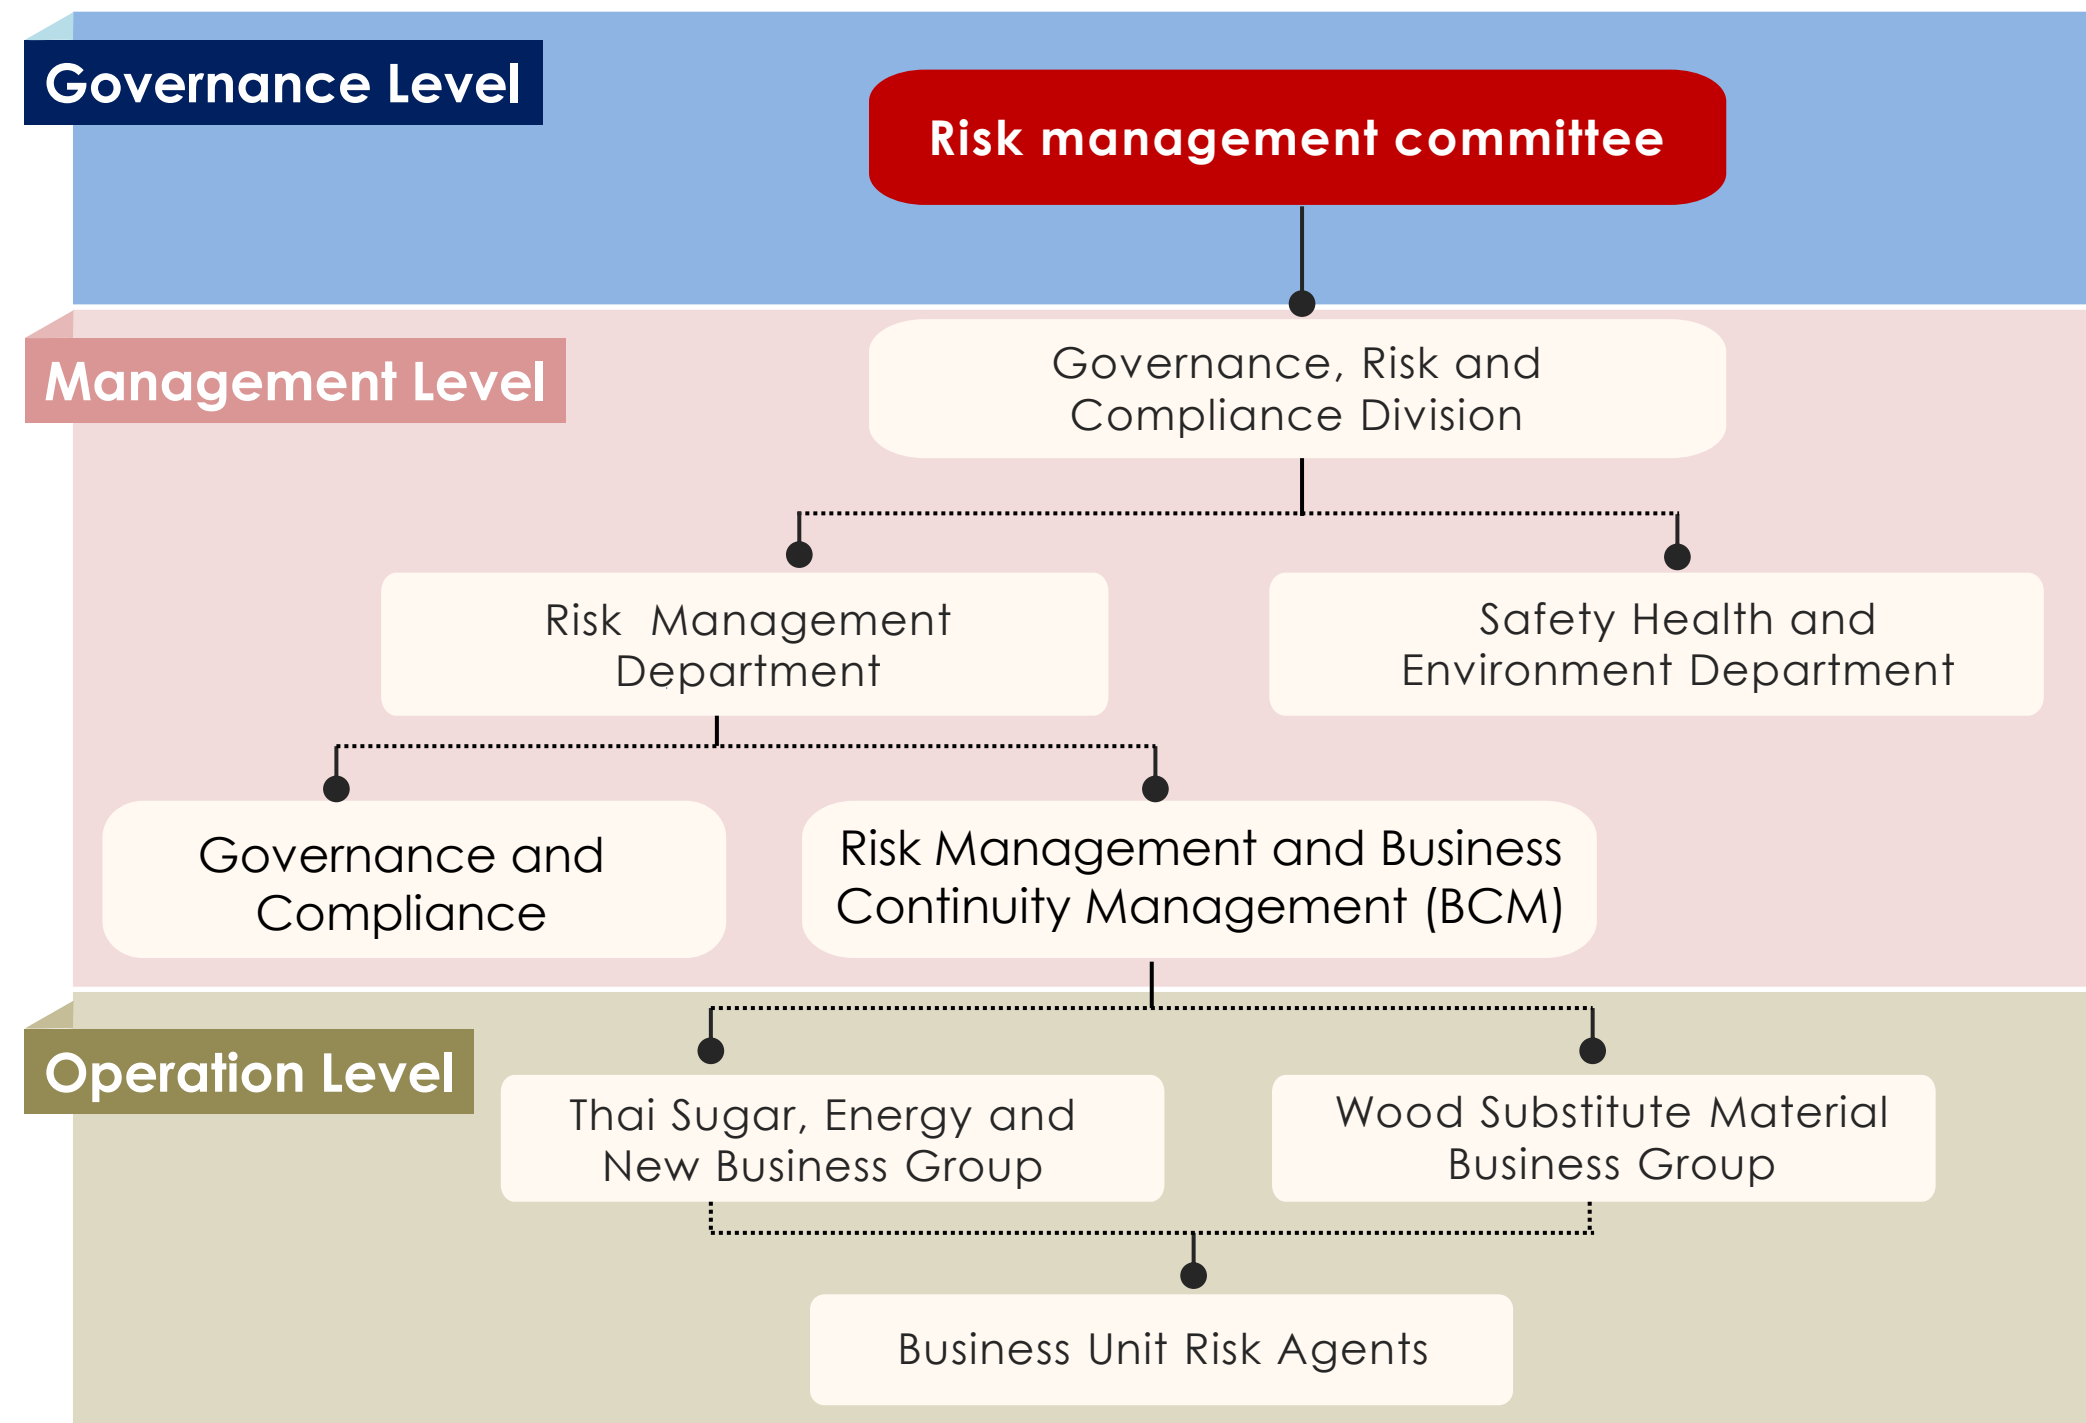 Governance Level
Risk management committee
Management Level
Governance, Risk and
Compliance Division
Risk Management
Department
Safety Health and
Environment Department
Governance and
Compliance
Risk Management and Business
Continuity Management (BCM)
Operation Level
Thai Sugar, Energy and
New Business Group
Wood Substitute Material
Business Group
Business Unit Risk Agents